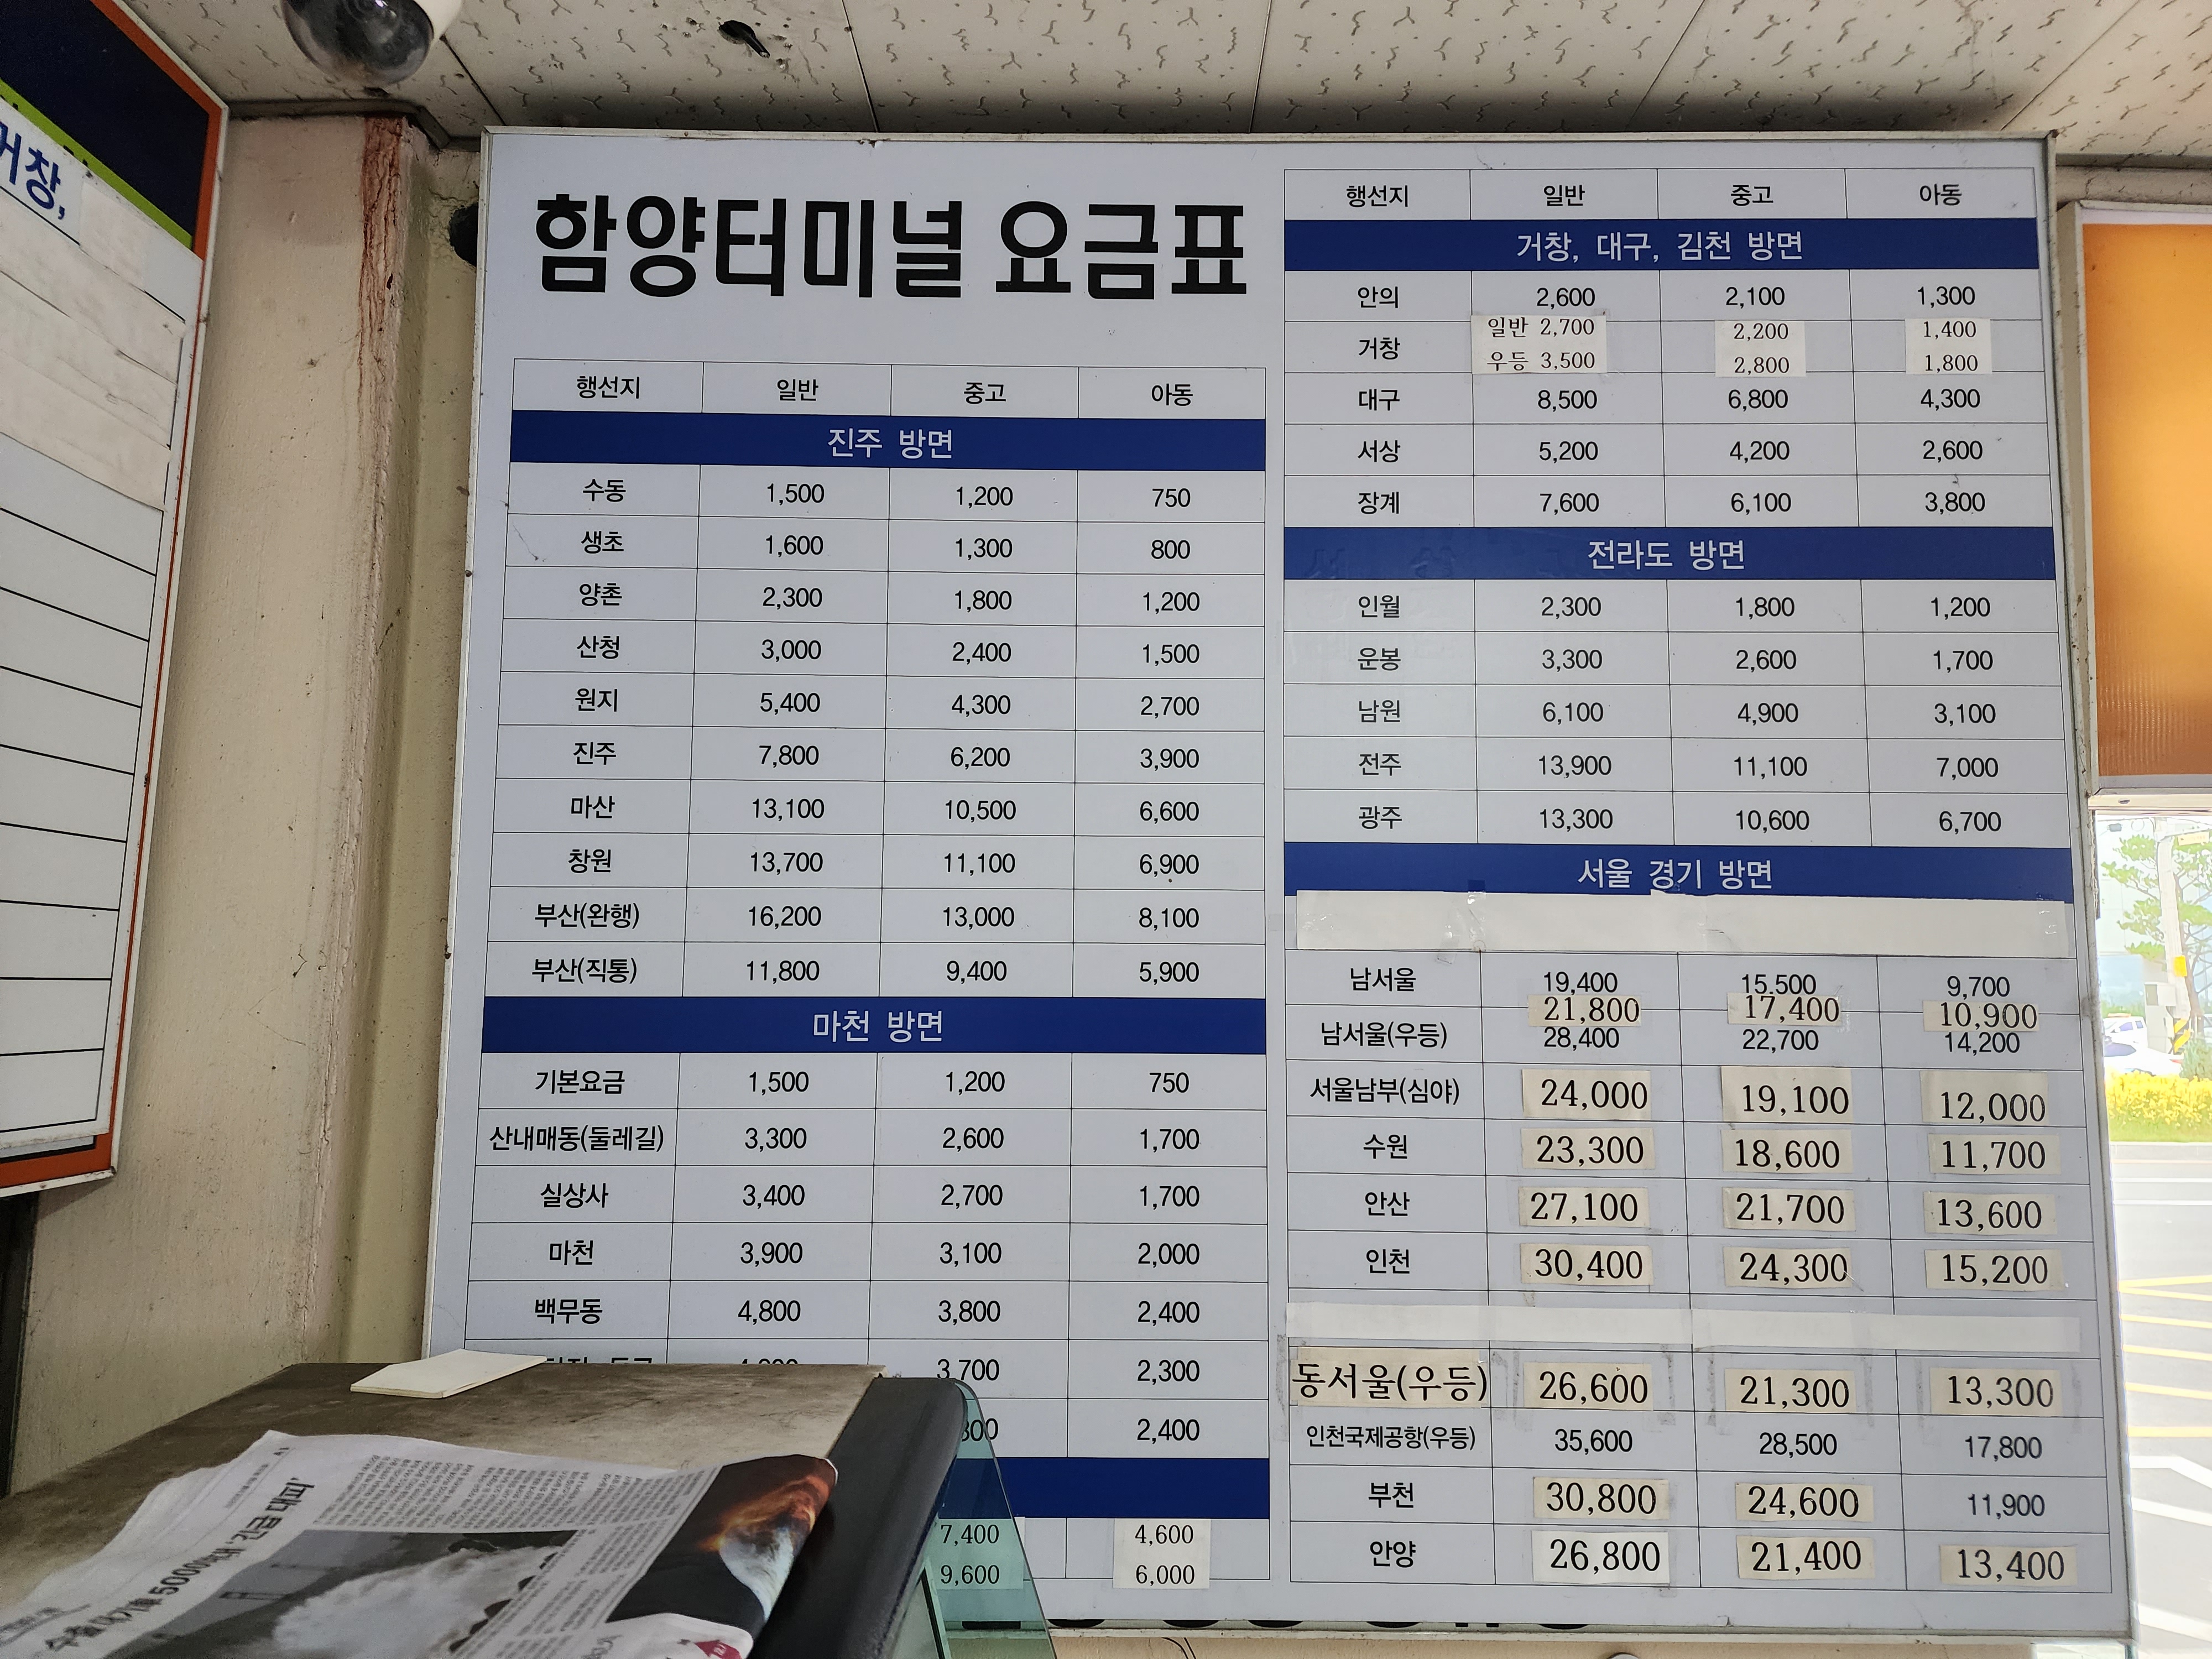 거창,
함양터미널 요금표
행선지 일반 중고 아동
진주 방면
수동 1,500 1,200 750
생초 1,600 1,300 800
양촌 2,300 1,800 1,200
산청 3,000 2,400 1,500
원지 5,400 4,300 2,700
진주 7,800 6,200 3,900
마산 13,100 10,500 6,600
창원 13,700 11,100 6,900
부산(완행) 16,200 13,000 8,100
부산(직통) 11,800 9,400 5,900
마천 방면
기본요금 1,500 1,200 750
산내매동(둘레길) 3,300 2,600 1,700
실상사 3,400 2,700 1,700
마천 3,900 3,100 2,000
백무동 4,800 3,800 2,400
3,700 2,300
2,400
7,400 4,600
9,600 6,000
행선지 일반 중고 아동
거창, 대구, 김천 방면
안의 2,600 2,100 1,300
거창 일반 2,700 2,200 1,400
우등 3,500 2,800 1,800
대구 8,500 6,800 4,300
서상 5,200 4,200 2,600
장계 7,600 6,100 3,800
전라도 방면
인월 2,300 1,800 1,200
운봉 3,300 2,600 1,700
남원 6,100 4,900 3,100
전주 13,900 11,100 7,000
광주 13,300 10,600 6,700
서울 경기 방면
남서울 19,400 15,500 9,700
21,800 17,400 10,900
남서울(우등) 28,400 22,700 14,200
서울남부(심야) 24,000 19,100 12,000
수원 23,300 18,600 11,700
안산 27,100 21,700 13,600
인천 30,400 24,300 15,200
동서울(우등) 26,600 21,300 13,300
인천국제공항(우등) 35,600 28,500 17,800
부천 30,800 24,600 11,900
안양 26,800 21,400 13,400